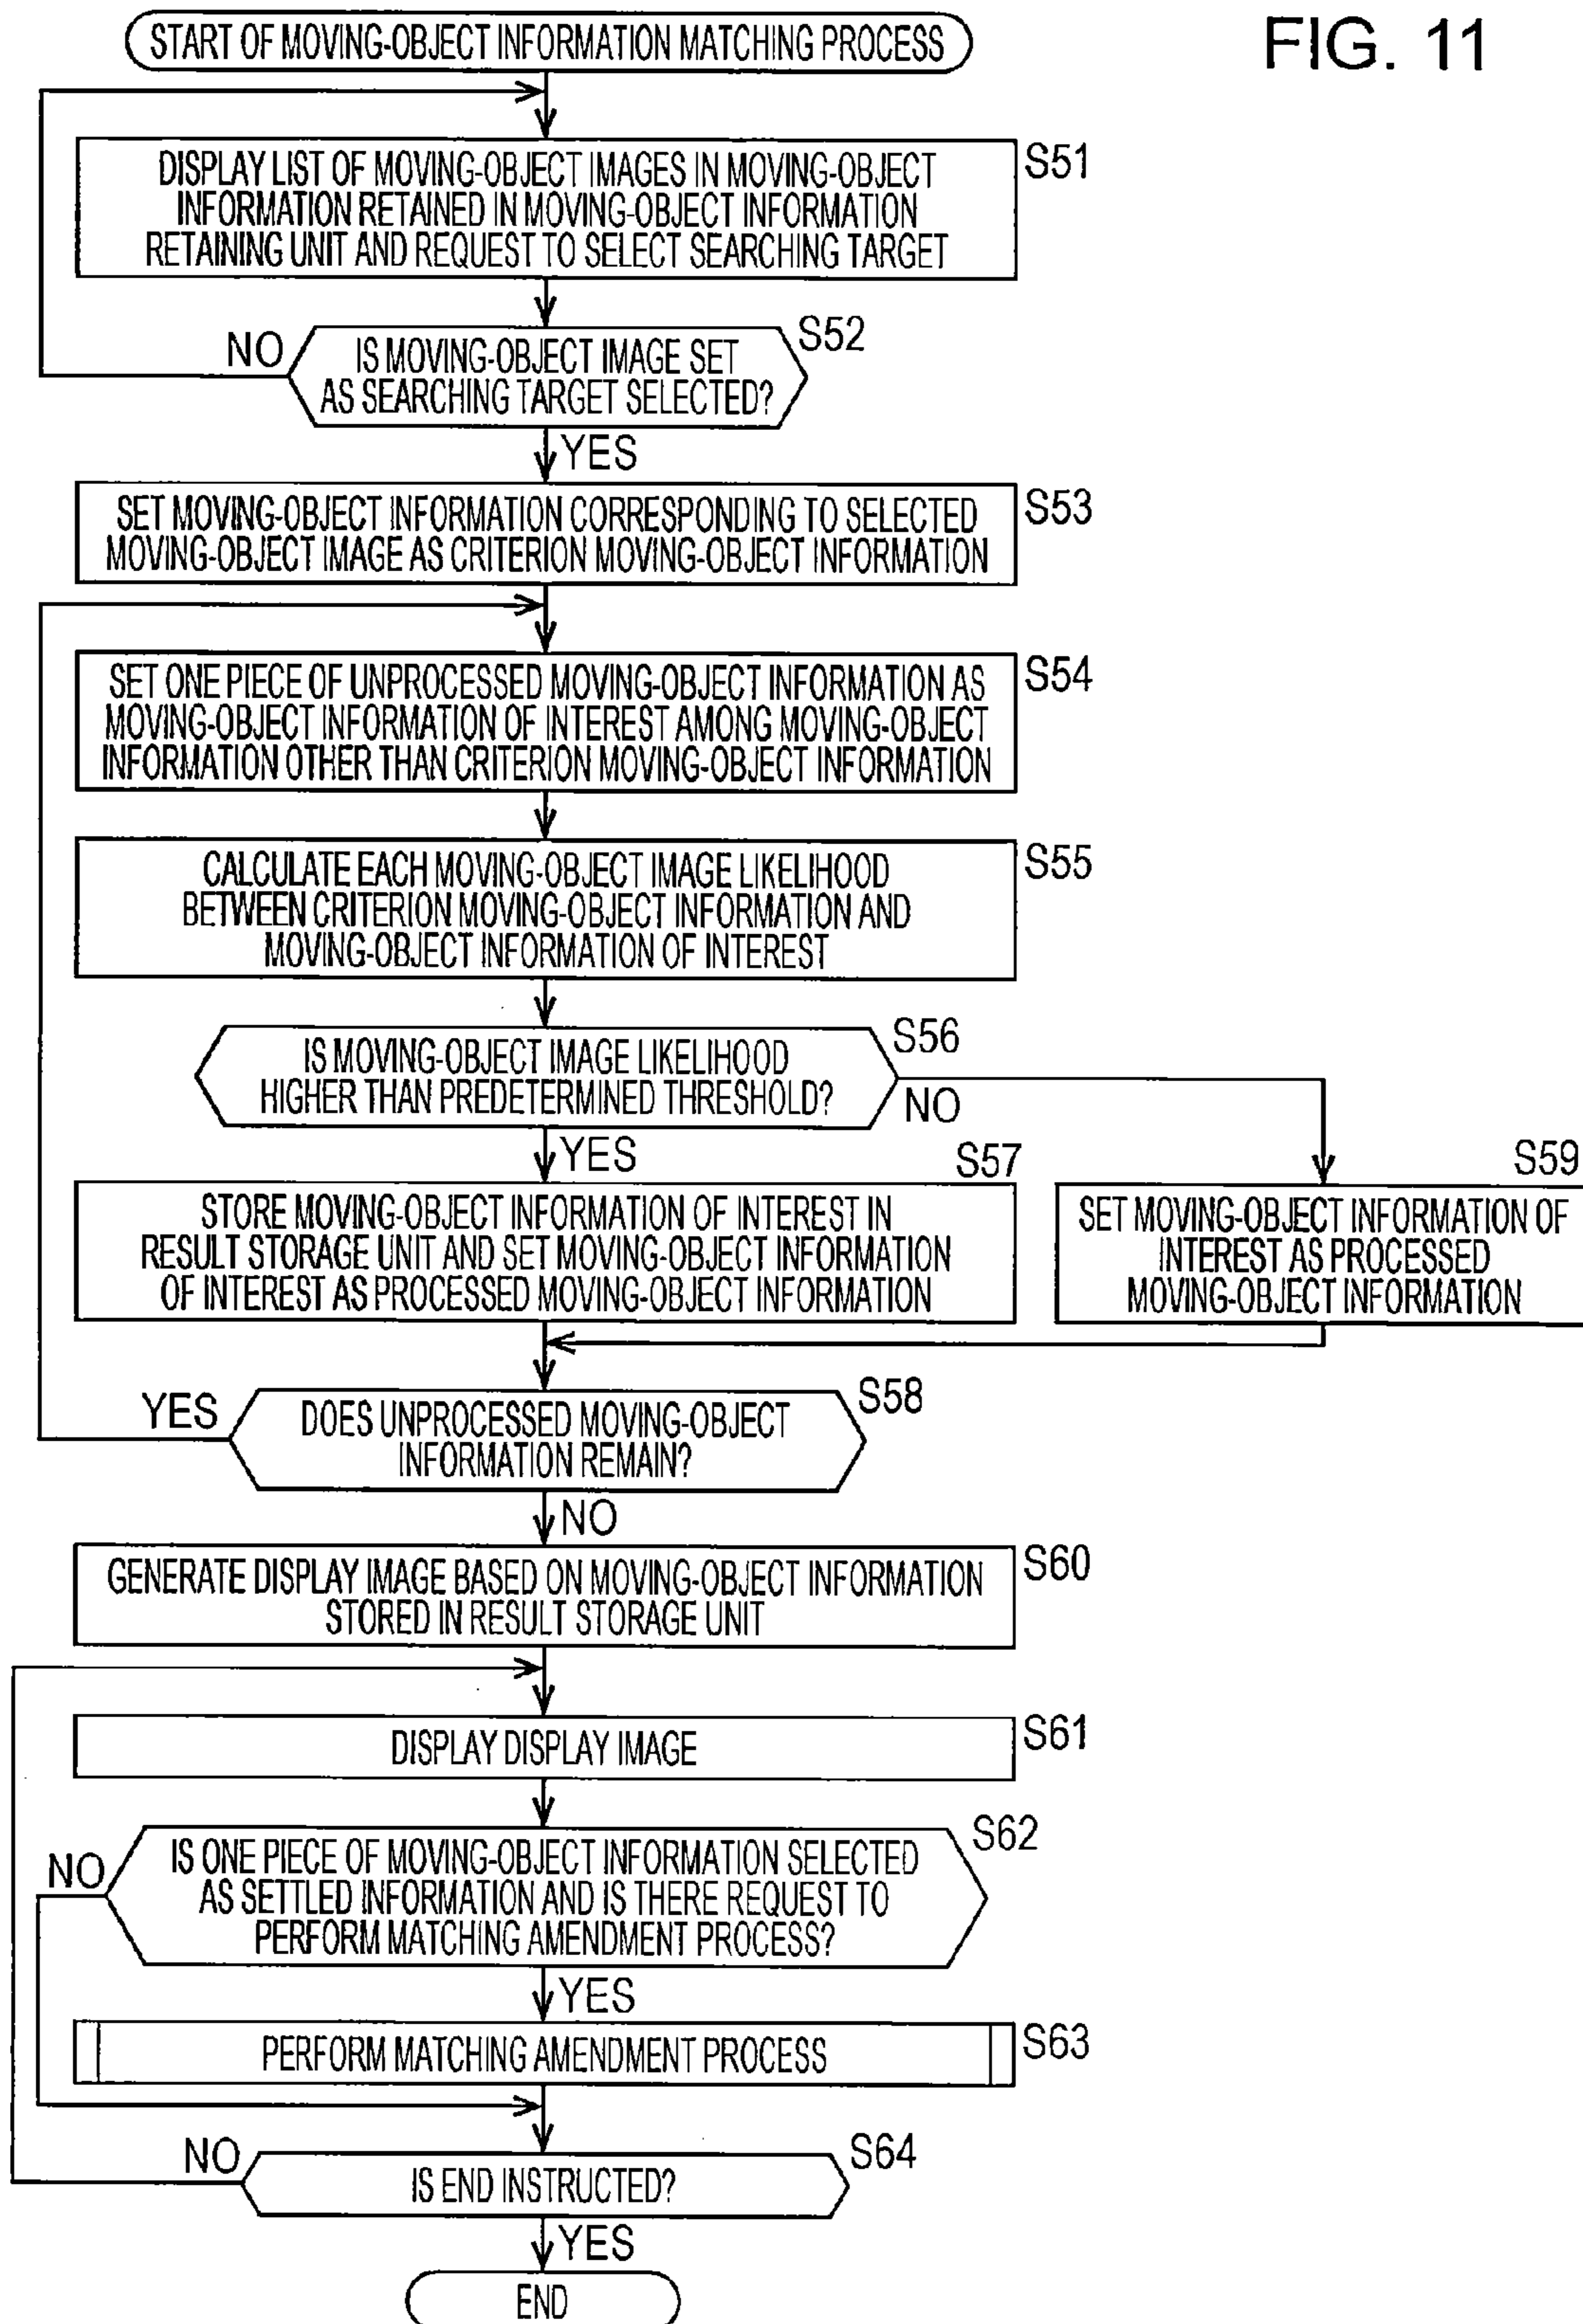 FIG. 11
START OF MOVING-OBJECT INFORMATION MATCHING PROCESS
DISPLAY LIST OF MOVING-OBJECT IMAGES IN MOVING-OBJECT
INFORMATION RETAINED IN MOVING-OBJECT INFORMATION
RETAINING UNIT AND REQUEST TO SELECT SEARCHING TARGET
S51
NO
IS MOVING-OBJECT IMAGE SET
AS SEARCHING TARGET SELECTED?
S52
YES
SET MOVING-OBJECT INFORMATION CORRESPONDING TO SELECTED
MOVING-OBJECT IMAGE AS CRITERION MOVING-OBJECT INFORMATION
S53
SET ONE PIECE OF UNPROCESSED MOVING-OBJECT INFORMATION AS
MOVING-OBJECT INFORMATION OF INTEREST AMONG MOVING-OBJECT
INFORMATION OTHER THAN CRITERION MOVING-OBJECT INFORMATION
S54
CALCULATE EACH MOVING-OBJECT IMAGE LIKELIHOOD
BETWEEN CRITERION MOVING-OBJECT INFORMATION AND
MOVING-OBJECT INFORMATION OF INTEREST
S55
IS MOVING-OBJECT IMAGE LIKELIHOOD
HIGHER THAN PREDETERMINED THRESHOLD?
S56
NO
YES
S57
STORE MOVING-OBJECT INFORMATION OF INTEREST IN
RESULT STORAGE UNIT AND SET MOVING-OBJECT INFORMATION
OF INTEREST AS PROCESSED MOVING-OBJECT INFORMATION
S59
SET MOVING-OBJECT INFORMATION OF
INTEREST AS PROCESSED
MOVING-OBJECT INFORMATION
YES
DOES UNPROCESSED MOVING-OBJECT
INFORMATION REMAIN?
S58
NO
GENERATE DISPLAY IMAGE BASED ON MOVING-OBJECT INFORMATION
STORED IN RESULT STORAGE UNIT
S60
DISPLAY DISPLAY IMAGE
S61
NO
IS ONE PIECE OF MOVING-OBJECT INFORMATION SELECTED
AS SETTLED INFORMATION AND IS THERE REQUEST TO
PERFORM MATCHING AMENDMENT PROCESS?
S62
YES
PERFORM MATCHING AMENDMENT PROCESS
S63
NO
IS END INSTRUCTED?
S64
YES
END